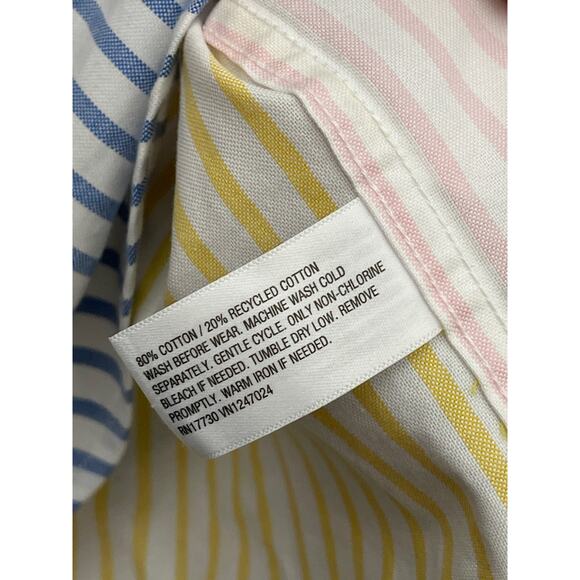 80% COTTON / 20% RECYCLED COTTON
WASH BEFORE WEAR. MACHINE WASH COLD
SEPARATELY. GENTLE CYCLE. ONLY NON-CHLORINE
BLEACH IF NEEDED. TUMBLE DRY LOW. REMOVE
PROMPTLY. WARM IRON IF NEEDED.
RN17730 VN1247024